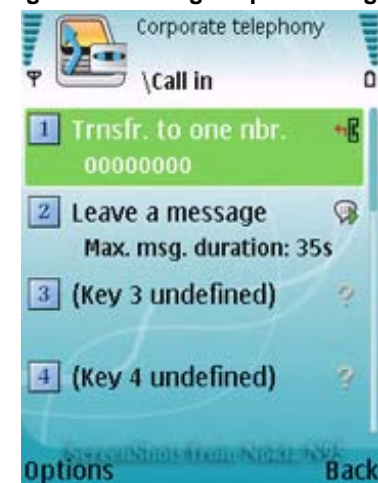 Corporate telephony
\Call in
1 Trnsfr. to one nbr.
00000000
2 Leave a message
Max. msg. duration: 35s
3 (Key 3 undefined)
?
4 (Key 4 undefined)
?
ScreenShot from Nokia N95
Options Back